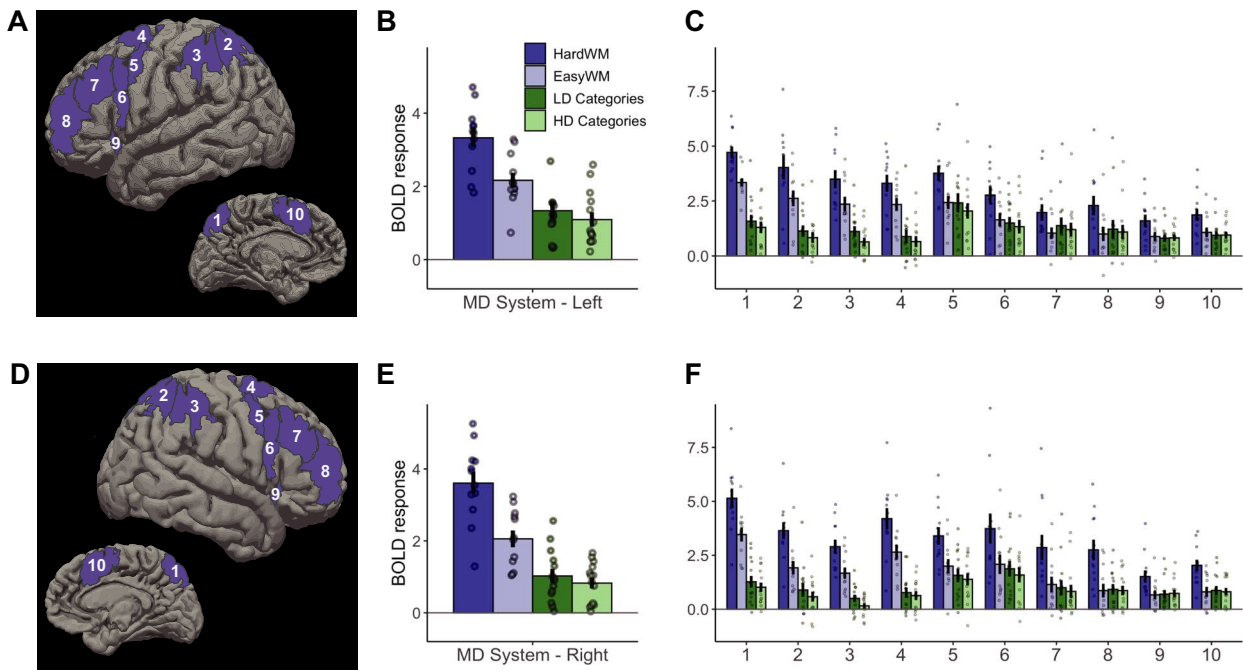 A
4
2
3
5
7
6
8
9
1
10
B
BOLD response
4
2
0
MD System - Left
HardWM
EasyWM
LD Categories
HD Categories
C
7.5
5.0
2.5
0.0
1 2 3 4 5 6 7 8 9 10
D
4
2
3
5
7
6
8
9
10
1
E
BOLD response
4
2
0
MD System - Right
F
7.5
5.0
2.5
0.0
1 2 3 4 5 6 7 8 9 10